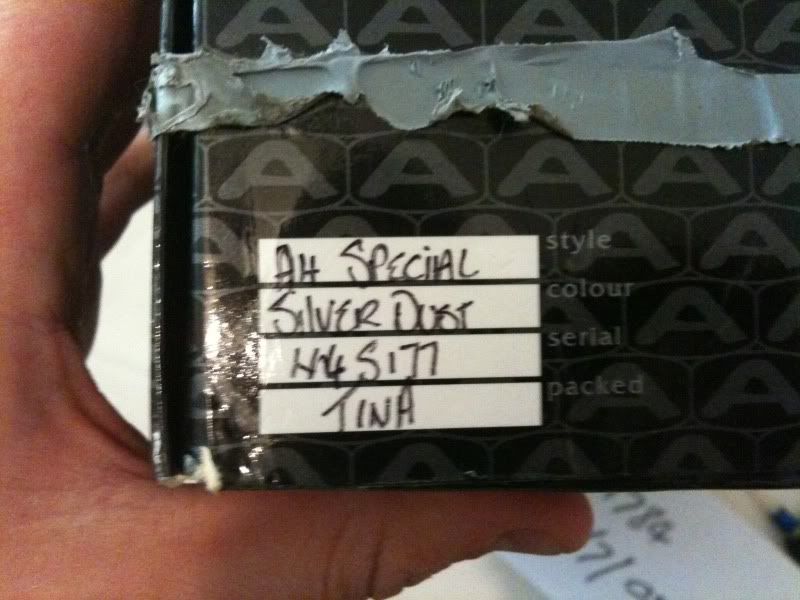 AH SPECIAL style
SILVER DUST colour
serial
TINA packed